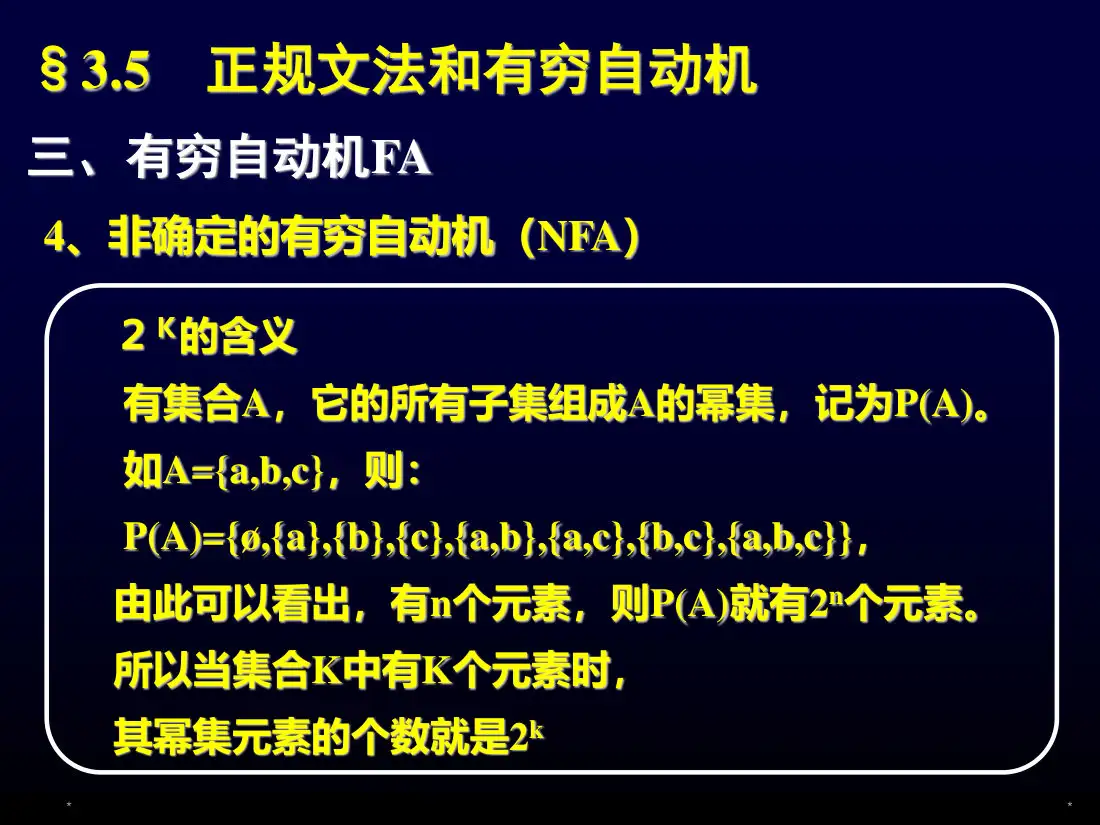 §3.5 正规文法和有穷自动机
三、有穷自动机FA
4、非确定的有穷自动机（NFA）
2 K的含义
有集合A，它的所有子集组成A的幂集，记为P(A)。
如A={a,b,c}，则：
P(A)={ø,{a},{b},{c},{a,b},{a,c},{b,c},{a,b,c}}，
由此可以看出，有n个元素，则P(A)就有2ⁿ个元素。
所以当集合K中有K个元素时，
其幂集元素的个数就是2ᵏ
* *